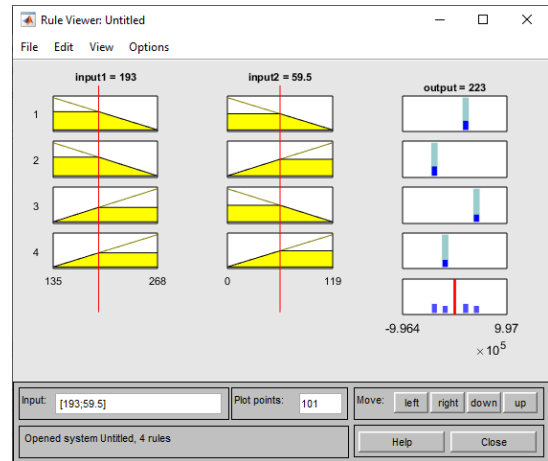 Rule Viewer: Untitled
File Edit View Options
input1 = 193 input2 = 59.5 output = 223
1
2
3
4
135 268 0 119
-9.964 9.97
×10⁵
Input: [193;59.5] Plot points: 101 Move: left right down up
Opened system Untitled, 4 rules Help Close